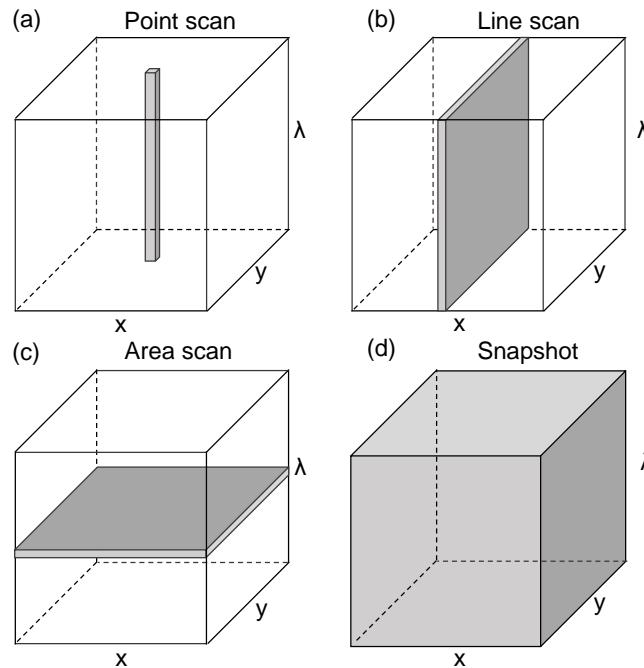 (a) Point scan
λ
y
x
(b) Line scan
λ
y
x
(c) Area scan
λ
y
x
(d) Snapshot
λ
y
x